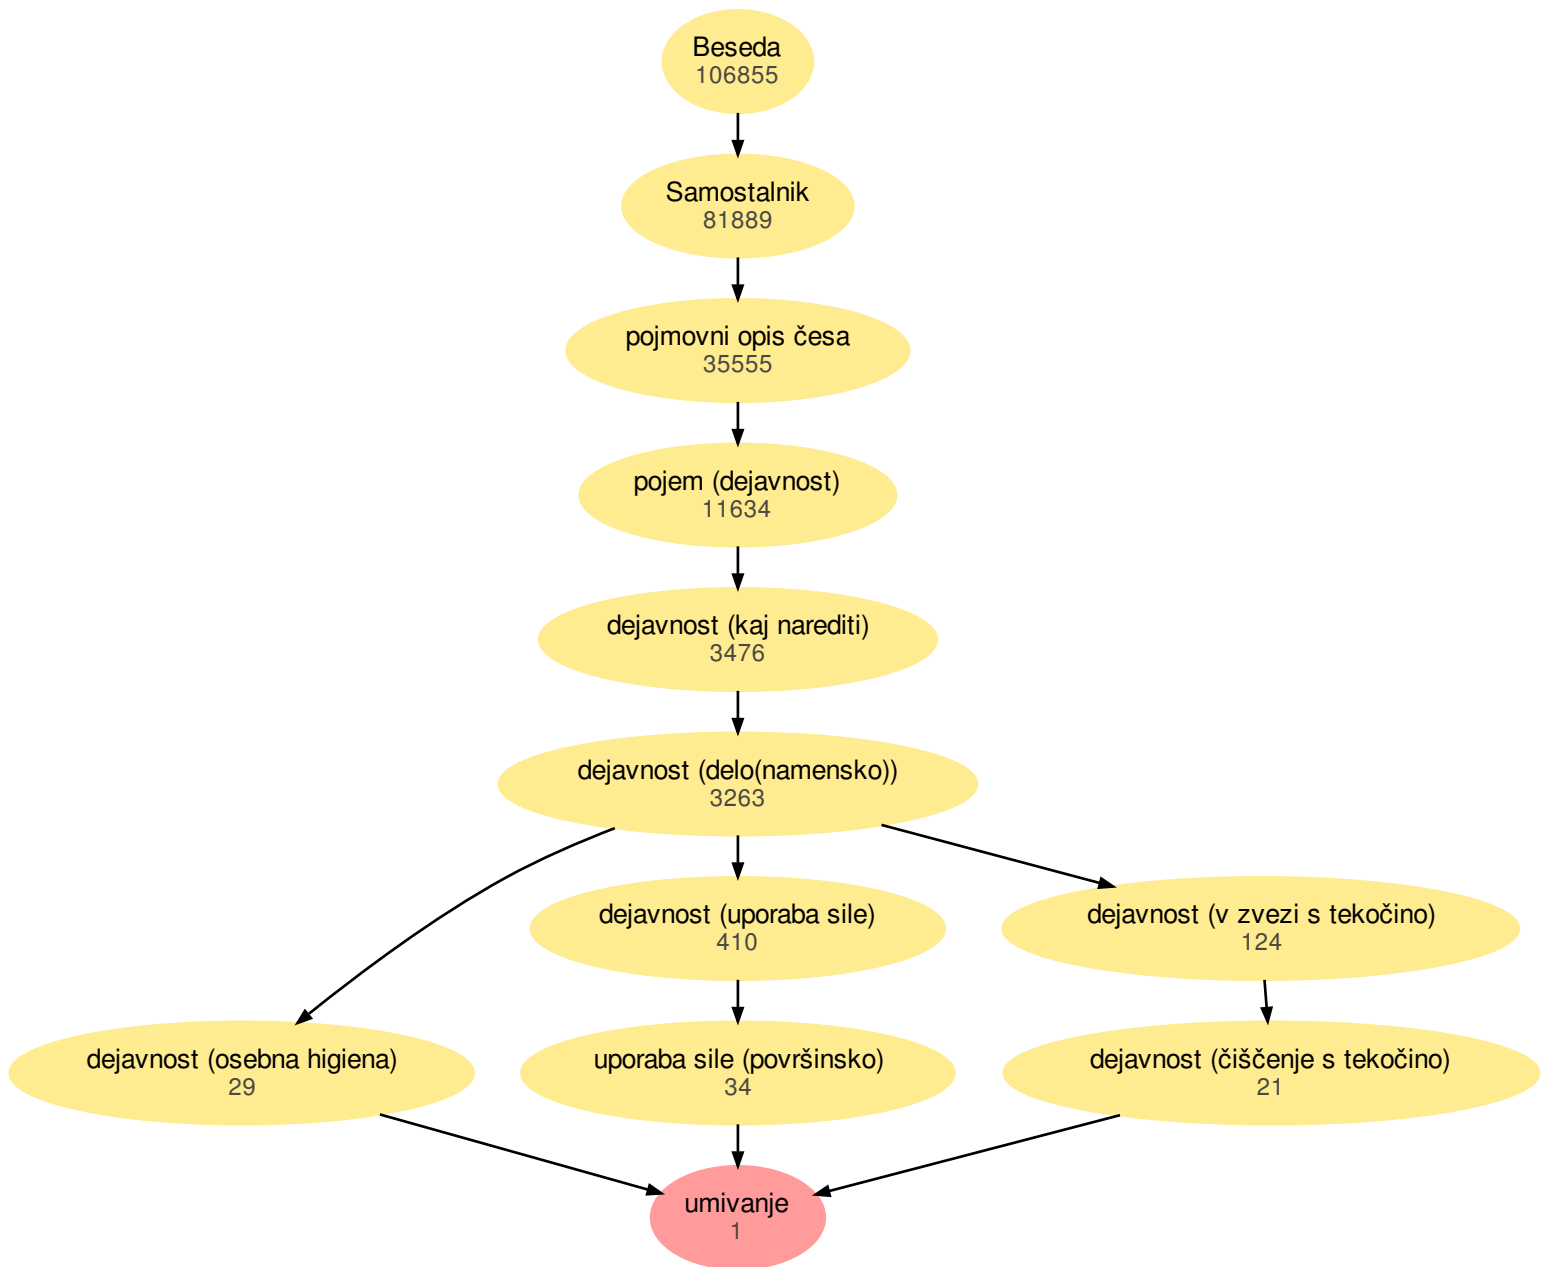 Beseda
106855
Samostalnik
81889
pojmovni opis česa
35555
pojem (dejavnost)
11634
dejavnost (kaj narediti)
3476
dejavnost (delo(namensko))
3263
dejavnost (uporaba sile)
410
dejavnost (v zvezi s tekočino)
124
dejavnost (osebna higiena)
29
uporaba sile (površinsko)
34
dejavnost (čiščenje s tekočino)
21
umivanje
1